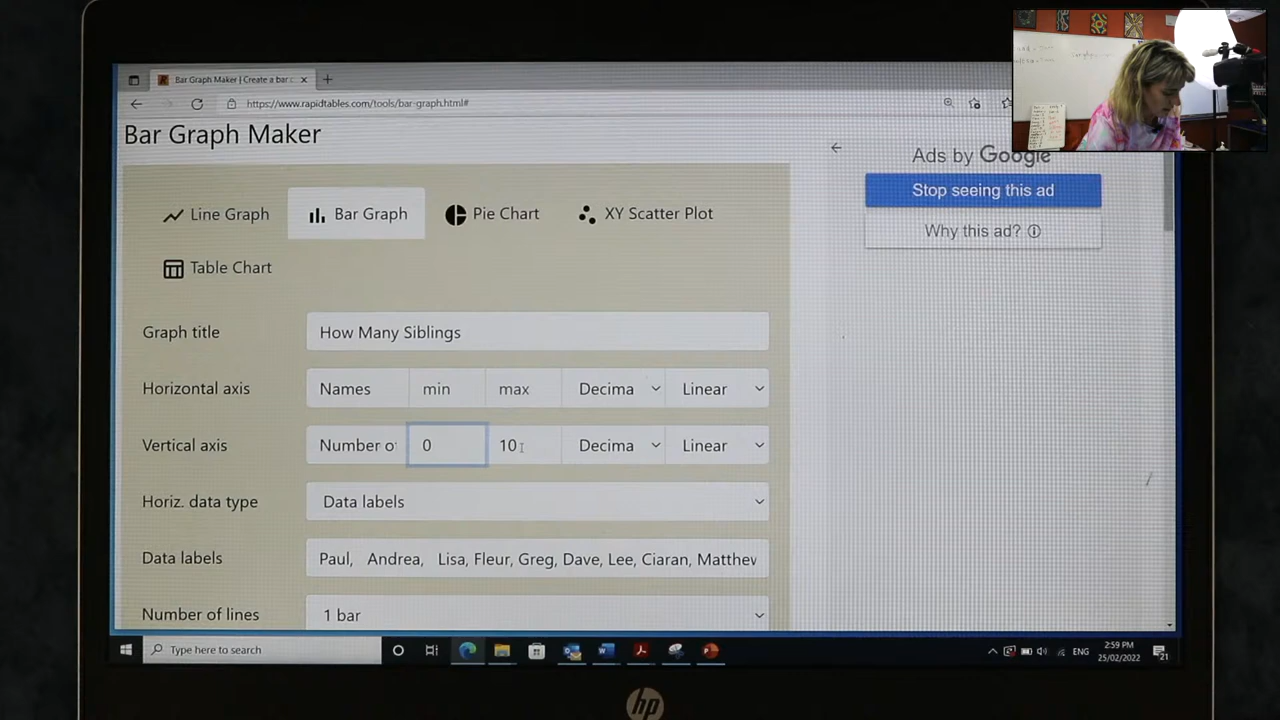 Bar Graph Maker | Create a bar c
https://www.rapidtables.com/tools/bar-graph.html#
Bar Graph Maker
Ads by Google
Stop seeing this ad
Why this ad?
Line Graph
Bar Graph
Pie Chart
XY Scatter Plot
Table Chart
Graph title
How Many Siblings
Horizontal axis
Names
min
max
Decima
Linear
Vertical axis
Number o
0
10
Decima
Linear
Horiz. data type
Data labels
Data labels
Paul, Andrea, Lisa, Fleur, Greg, Dave, Lee, Ciaran, Matthew
Number of lines
1 bar
Type here to search
ENG
2:59 PM
25/02/2022
21
hp